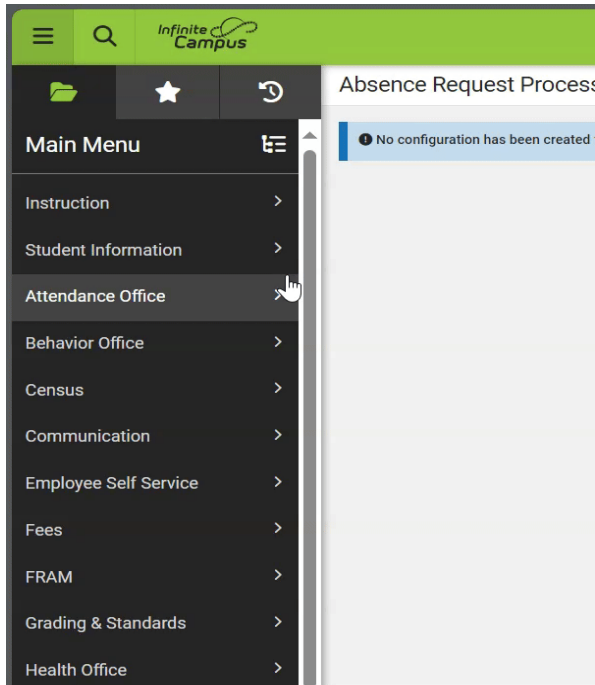 Infinite
Campus
Absence Request Process
Main Menu
No configuration has been created
Instruction
Student Information
Attendance Office
Behavior Office
Census
Communication
Employee Self Service
Fees
FRAM
Grading & Standards
Health Office